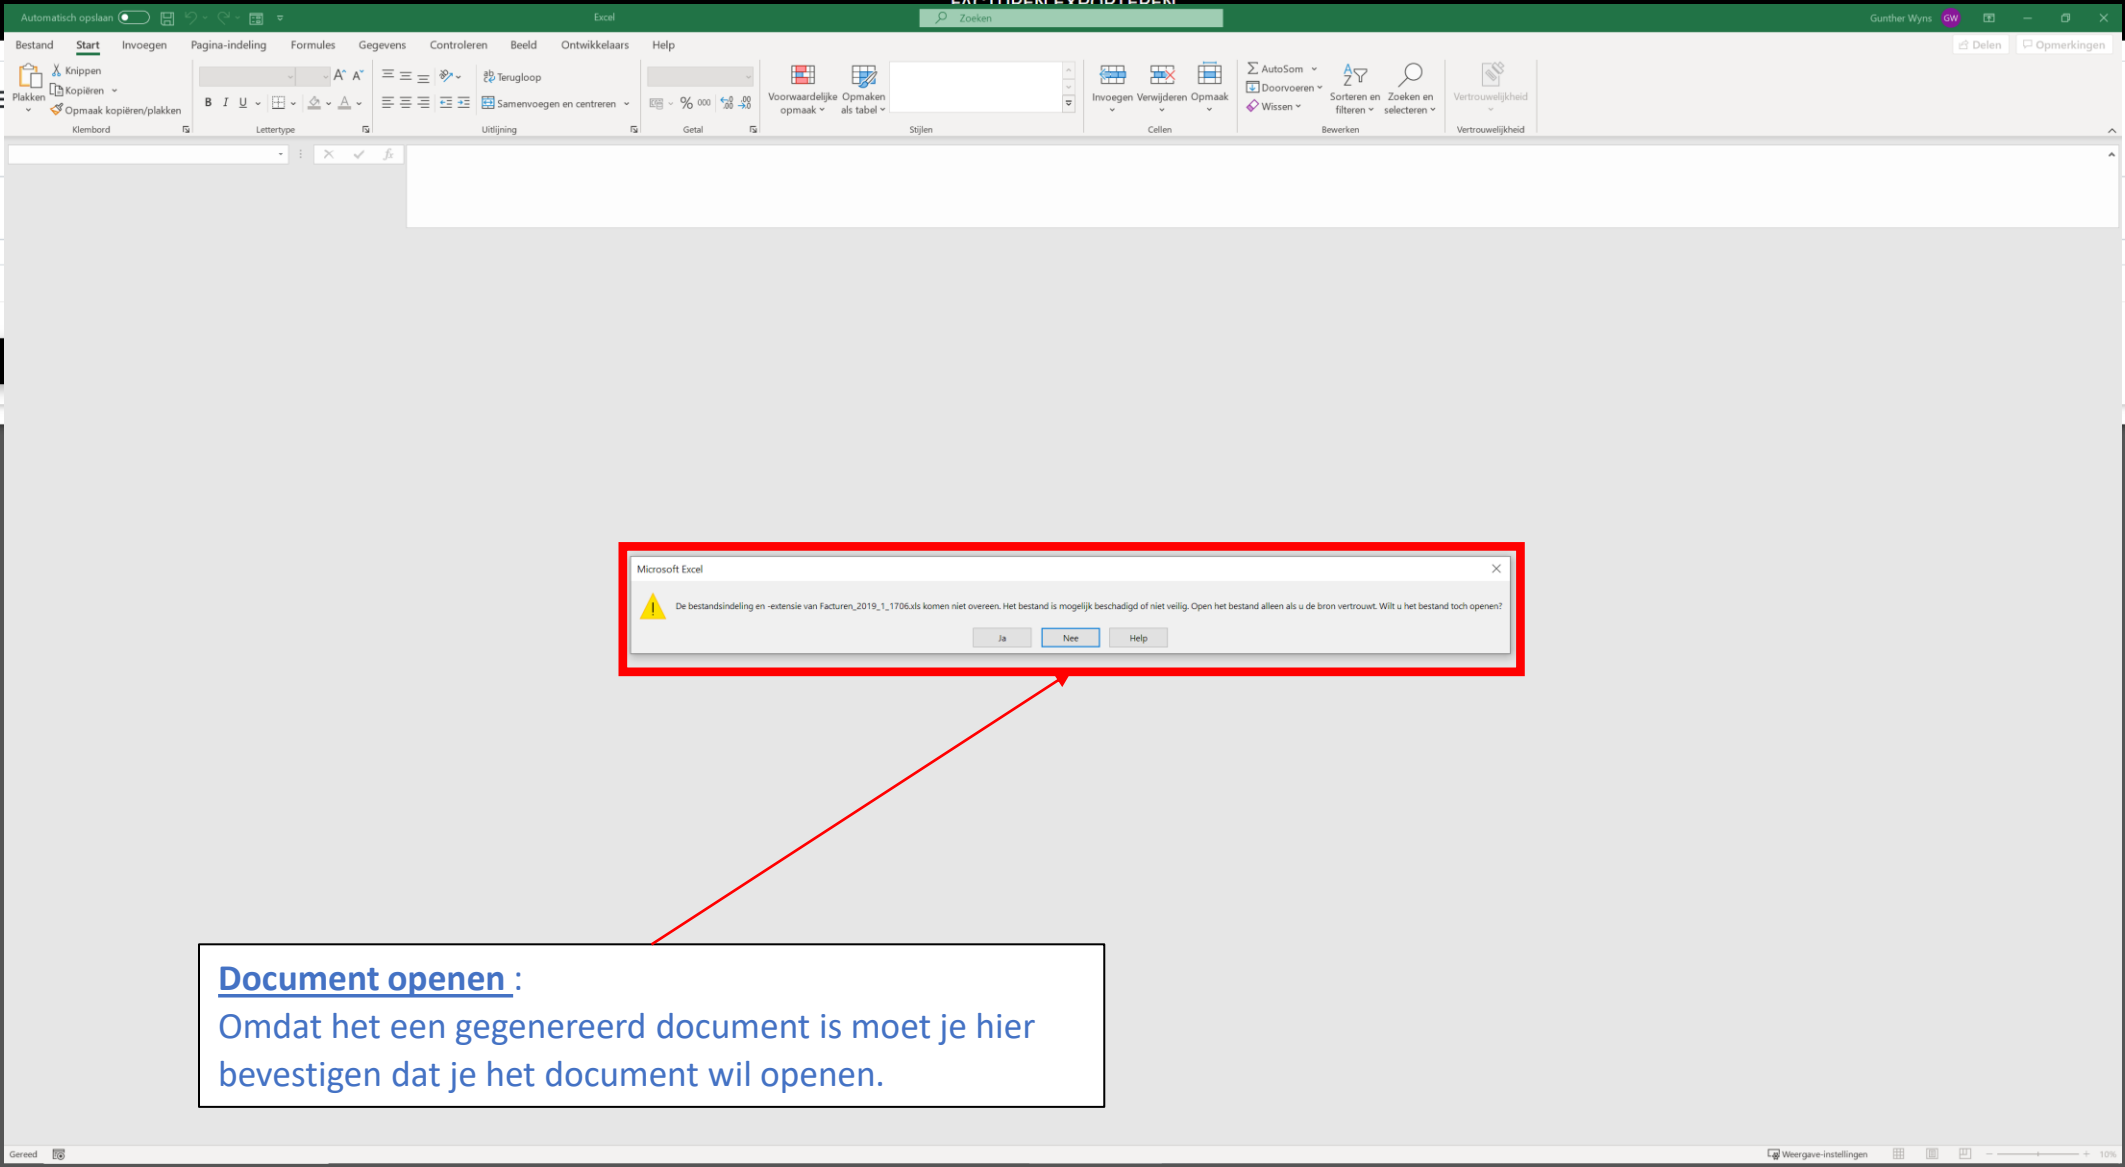 FACTUREN EXPORTEREN
Automatisch opslaan
Excel
Zoeken
Gunther Wyns GW
Bestand Start Invoegen Pagina-indeling Formules Gegevens Controleren Beeld Ontwikkelaars Help
Delen Opmerkingen
Plakken
Knippen
Kopiëren
Opmaak kopiëren/plakken
Klembord
B I U
Lettertype
Terugloop
Samenvoegen en centreren
Uitlijning
% 000
Getal
Voorwaardelijke opmaak
Opmaken als tabel
Stijlen
Invoegen Verwijderen Opmaak
Cellen
AutoSom
Doorvoeren
Wissen
Sorteren en filteren
Zoeken en selecteren
Bewerken
Vertrouwelijkheid
Vertrouwelijkheid
fx
Microsoft Excel
De bestandsindeling en -extensie van Facturen_2019_1_1706.xls komen niet overeen. Het bestand is mogelijk beschadigd of niet veilig. Open het bestand alleen als u de bron vertrouwt. Wilt u het bestand toch openen?
Ja Nee Help
Document openen :
Omdat het een gegenereerd document is moet je hier
bevestigen dat je het document wil openen.
Gereed
Weergave-instellingen
10%